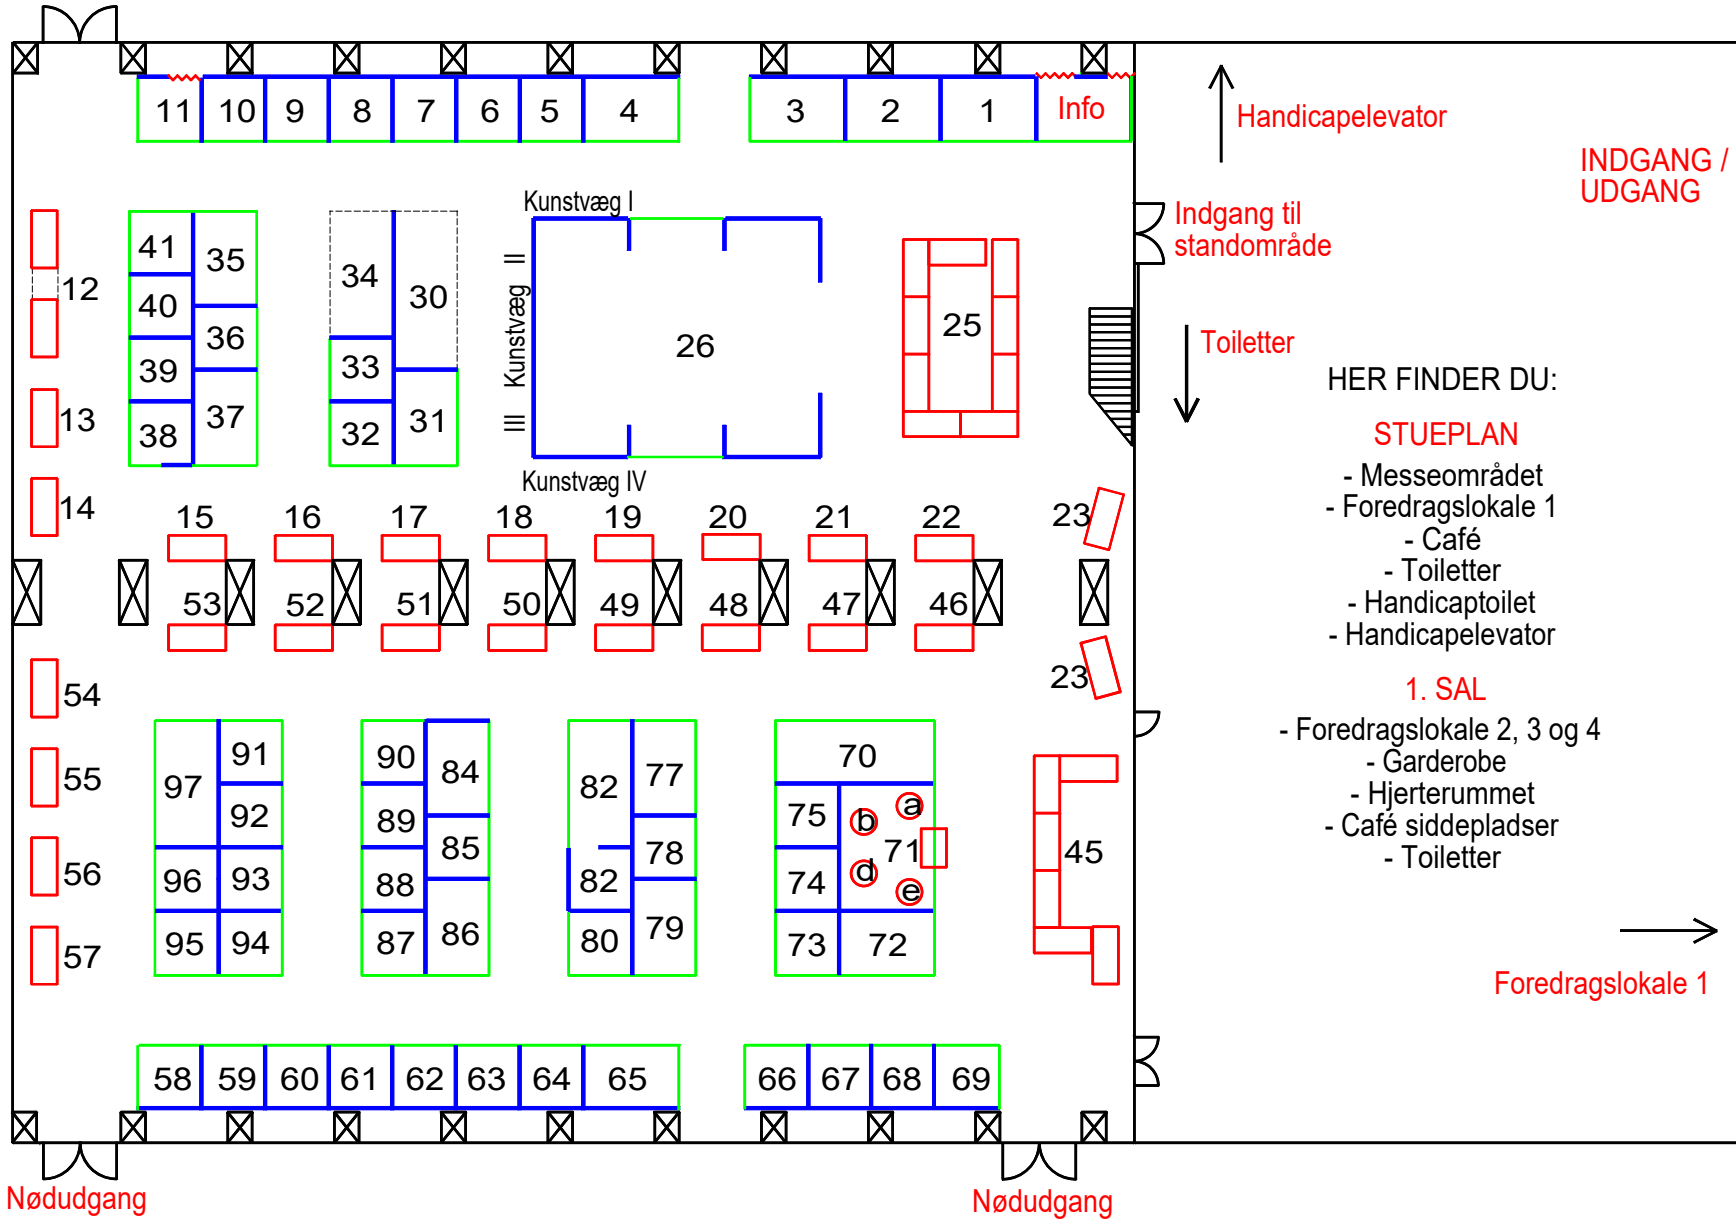 11 10 9 8 7 6 5 4 3 2 1 Info
Handicapelevator
INDGANG /
UDGANG
Kunstvæg I
Indgang til
standområde
41 35 34 30
Kunstvæg II
12 40 36 26 25
33 39
Toiletter
HER FINDER DU:
13 38 37 32 31
III
STUEPLAN
Kunstvæg IV
- Messeområdet
- Foredragslokale 1
- Café
- Toiletter
- Handicaptoilet
- Handicapelevator
14 15 16 17 18 19 20 21 22 23
53 52 51 50 49 48 47 46
54 23
1. SAL
- Foredragslokale 2, 3 og 4
- Garderobe
- Hjerterummet
- Café siddepladser
- Toiletter
91 90 84 77 70
55 97 82
92 89 85 78 75 b a
71 45
56 96 93 88 82 74 d e
57 95 94 87 86 80 79 73 72
Foredragslokale 1
58 59 60 61 62 63 64 65 66 67 68 69
Nødudgang
Nødudgang